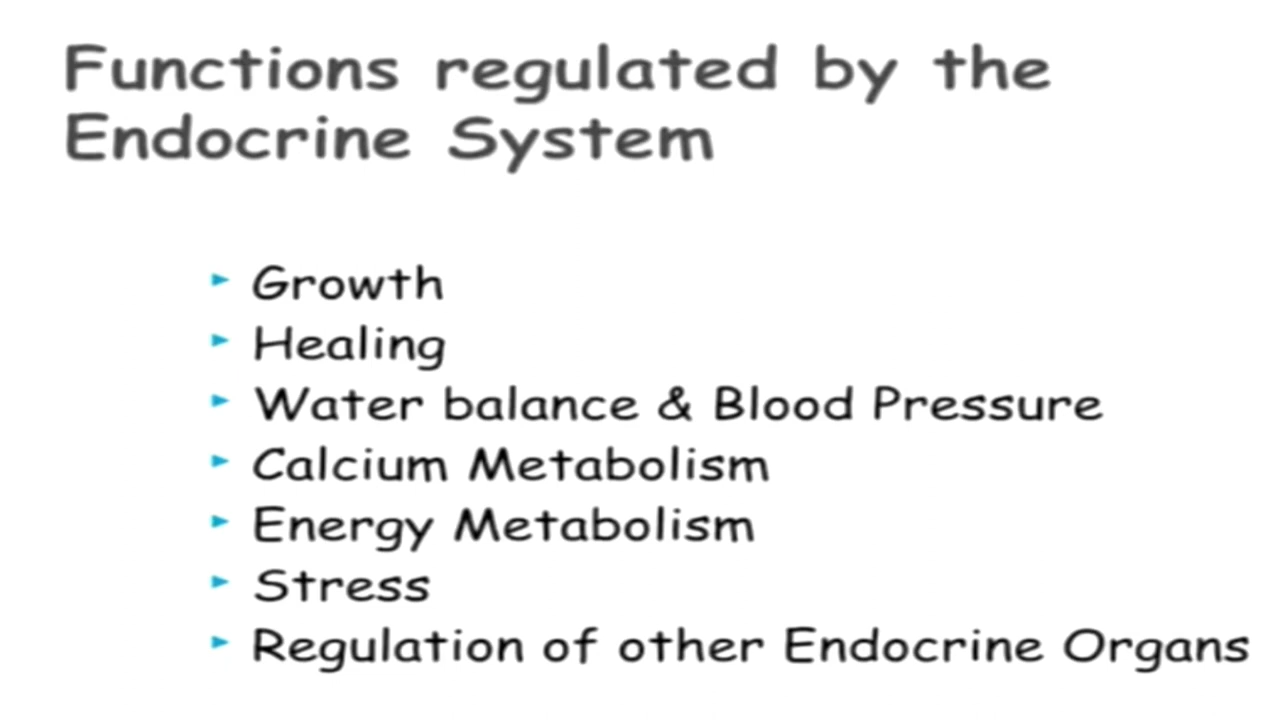 Functions regulated by the
Endocrine System
Growth
Healing
Water balance & Blood Pressure
Calcium Metabolism
Energy Metabolism
Stress
Regulation of other Endocrine Organs